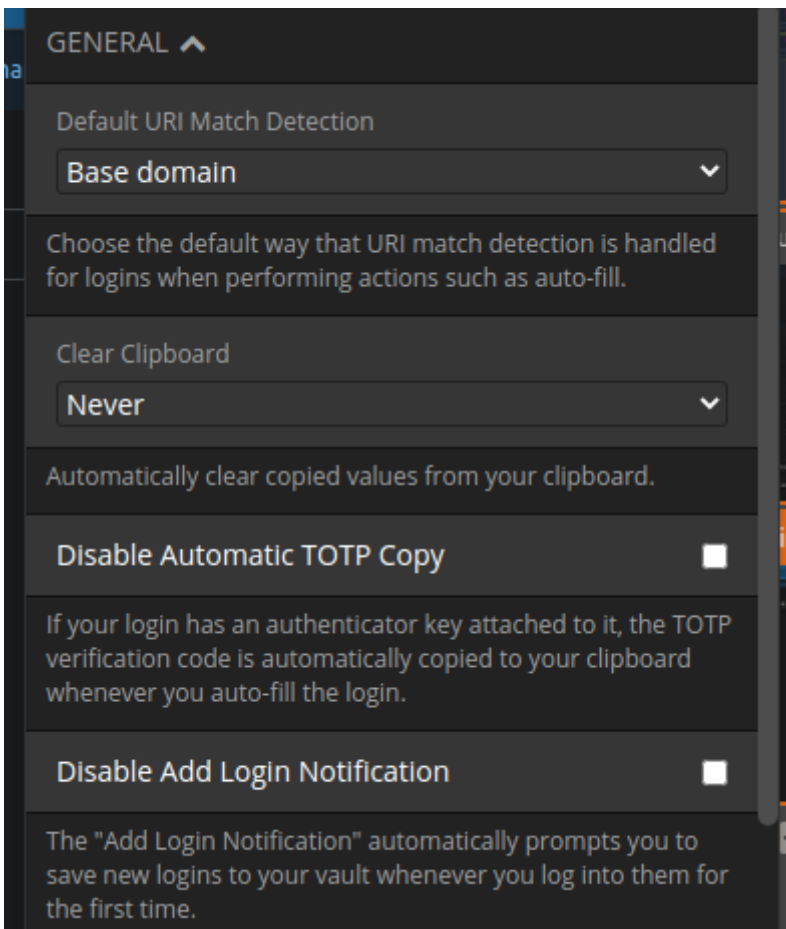 GENERAL
Default URI Match Detection
Base domain
Choose the default way that URI match detection is handled
for logins when performing actions such as auto-fill.
Clear Clipboard
Never
Automatically clear copied values from your clipboard.
Disable Automatic TOTP Copy
If your login has an authenticator key attached to it, the TOTP
verification code is automatically copied to your clipboard
whenever you auto-fill the login.
Disable Add Login Notification
The "Add Login Notification" automatically prompts you to
save new logins to your vault whenever you log into them for
the first time.